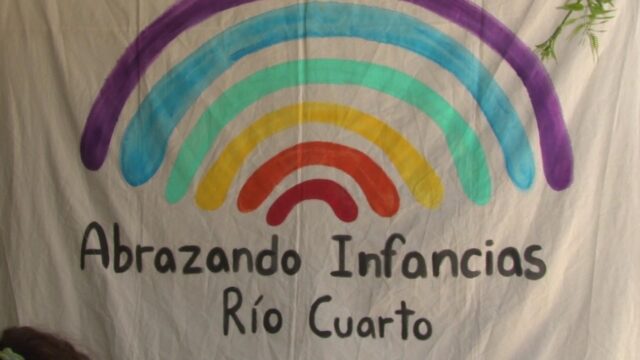 Abrazando Infancias
Río Cuarto